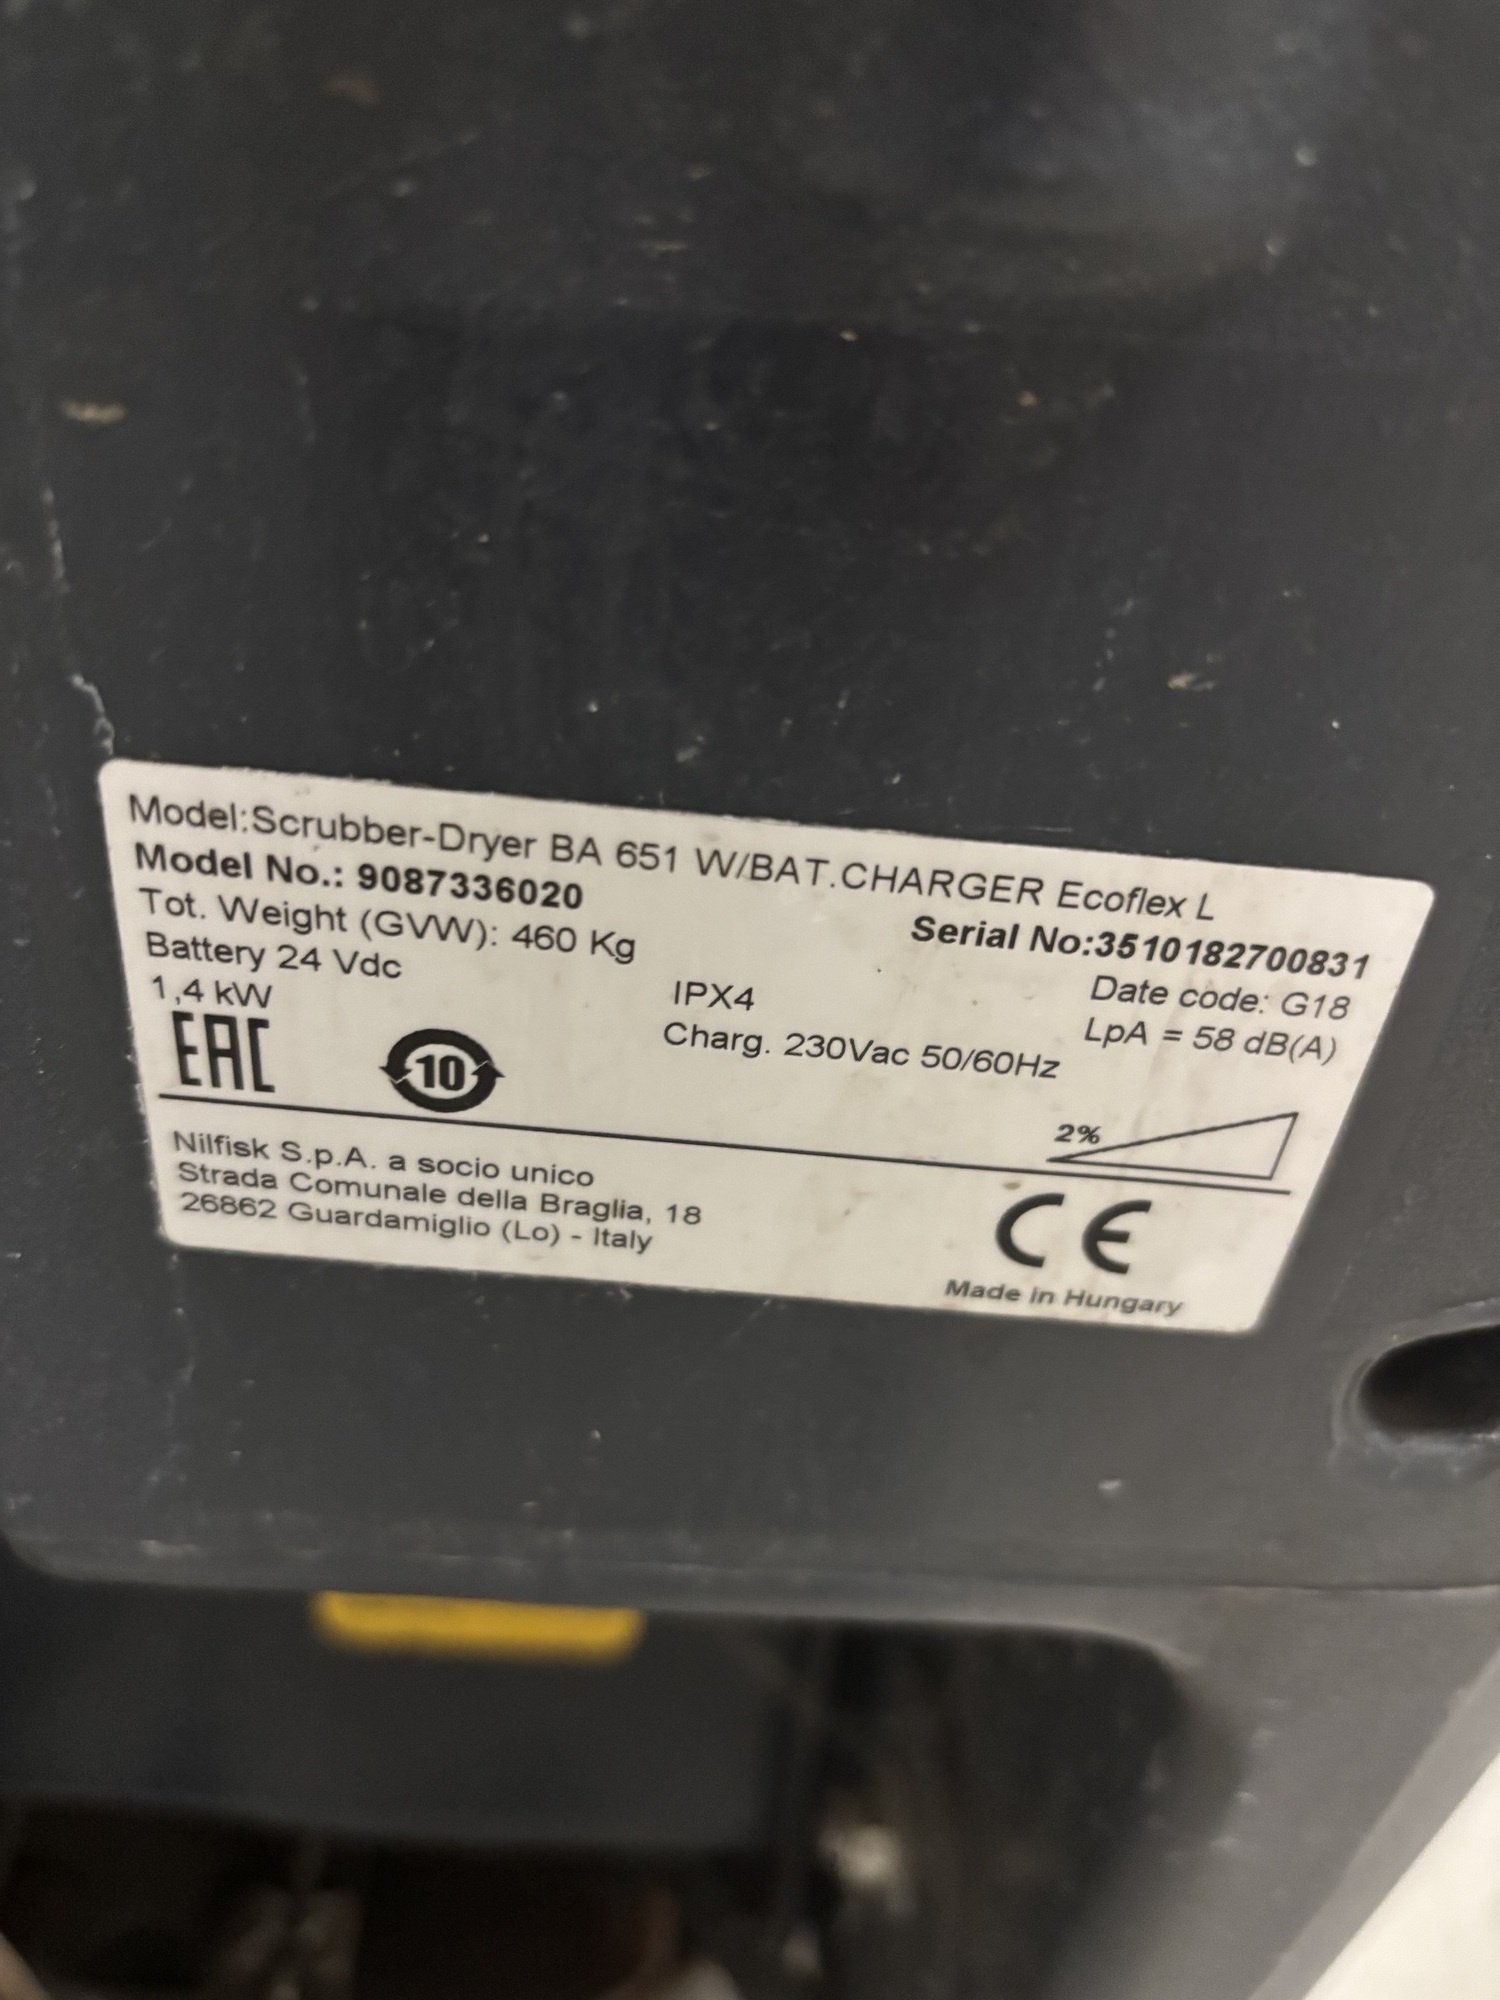 Model:Scrubber-Dryer BA 651 W/BAT.CHARGER Ecoflex L
Model No.: 9087336020
Serial No:3510182700831
Tot. Weight (GVW): 460 Kg
Date code: G18
Battery 24 Vdc
IPX4
LpA = 58 dB(A)
1,4 kW
Charg. 230Vac 50/60Hz
EAC
10
2%
Nilfisk S.p.A. a socio unico
Strada Comunale della Braglia, 18
26862 Guardamiglio (Lo) - Italy
CE
Made in Hungary